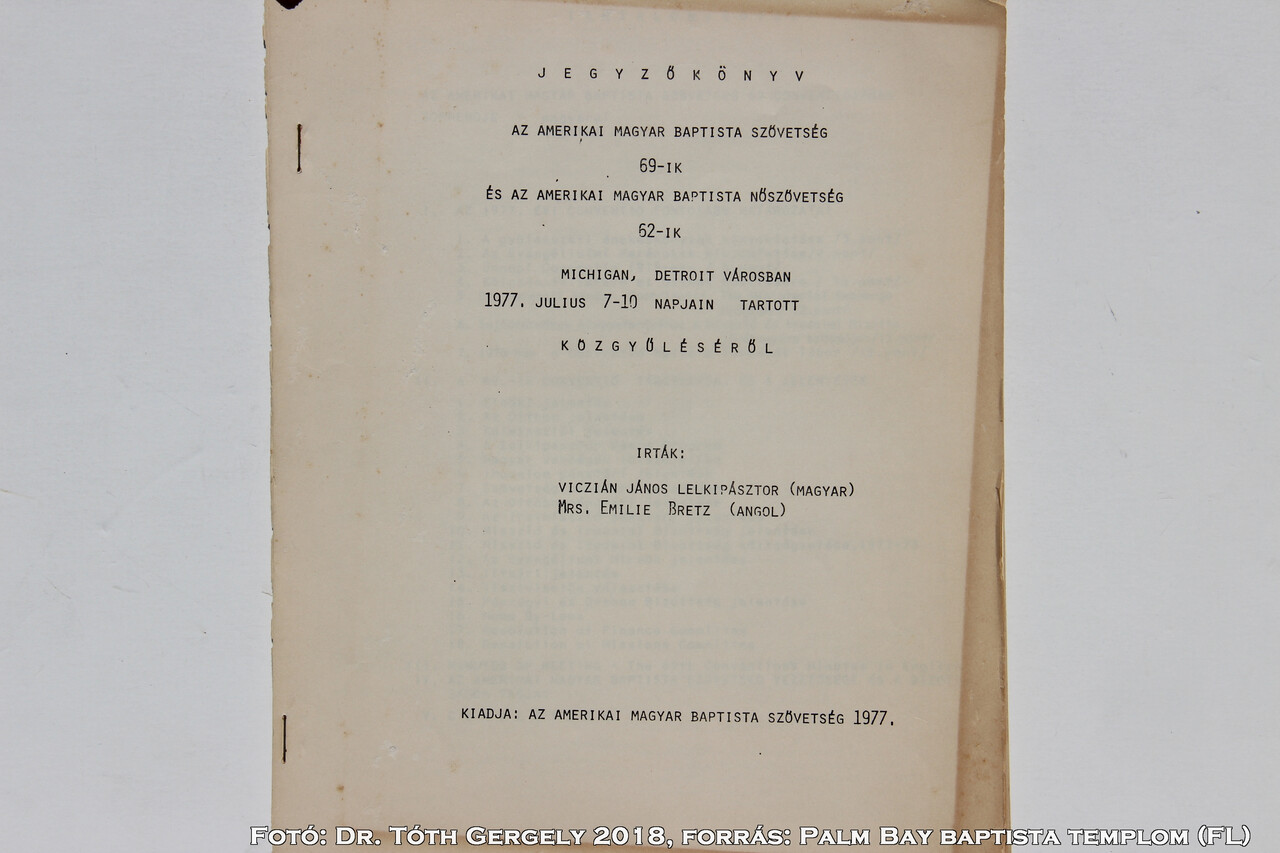 J E G Y Z Ő K Ö N Y V
AZ AMERIKAI MAGYAR BAPTISTA SZÖVETSÉG
69-IK
ÉS AZ AMERIKAI MAGYAR BAPTISTA NŐSZÖVETSÉG
62-IK
MICHIGAN, DETROIT VÁROSBAN
1977. JULIUS 7-10 NAPJAIN TARTOTT
K Ö Z G Y Ű L É S É R Ő L
IRTÁK:
VICZIÁN JÁNOS LELKIPÁSZTOR (MAGYAR)
MRS. EMILIE BRETZ (ANGOL)
KIADJA: AZ AMERIKAI MAGYAR BAPTISTA SZÖVETSÉG 1977.
Fotó: Dr. Tóth Gergely 2018, forrás: Palm Bay baptista templom (FL)